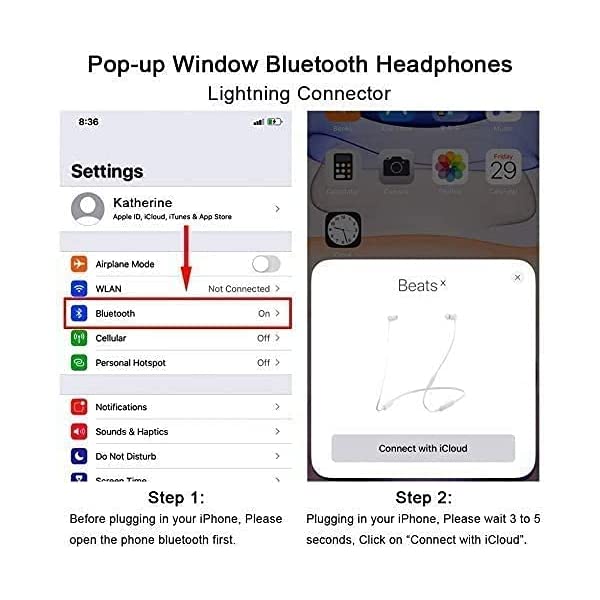 Pop-up Window Bluetooth Headphones
Lightning Connector
8:36
Settings
Katherine
Apple ID, iCloud, iTunes & App Store
Airplane Mode
WLAN Not Connected
Bluetooth On
Cellular Off
Personal Hotspot Off
Notifications
Sounds & Haptics
Do Not Disturb
Screen Time
Books
Music
Friday
29
Calculator Camera Photos Calendar
Clock
Beats x
Connect with iCloud
Step 1:
Before plugging in your iPhone, Please
open the phone bluetooth first.
Step 2:
Plugging in your iPhone, Please wait 3 to 5
seconds, Click on “Connect with iCloud”.